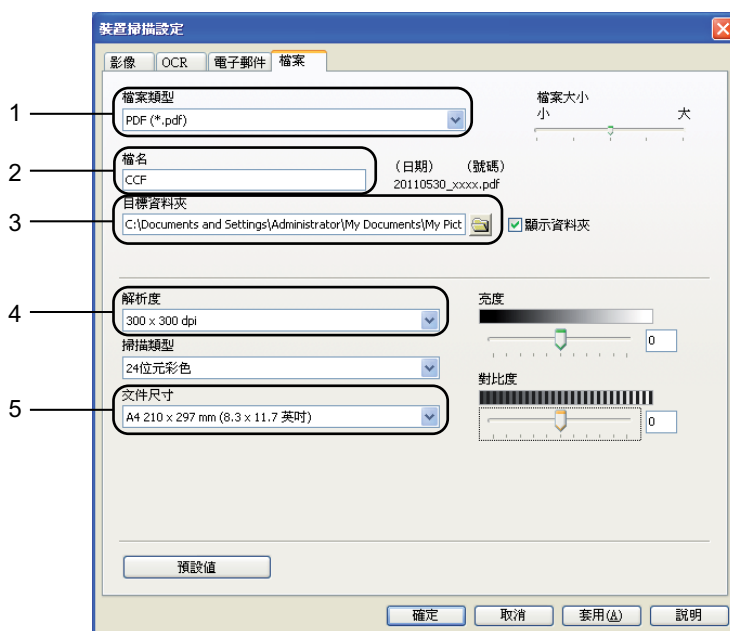 裝置掃描設定
影像 OCR 電子郵件 檔案
1
檔案類型
PDF (*.pdf)
檔案大小
小 大
2
檔名
CCF
(日期) (號碼)
20110530_xxxx.pdf
3
目標資料夾
C:\Documents and Settings\Administrator\My Documents\My Pict
顯示資料夾
4
解析度
300 x 300 dpi
亮度
0
掃描類型
24位元彩色
對比度
0
5
文件尺寸
A4 210 x 297 mm (8.3 x 11.7 英吋)
預設值
確定 取消 套用(A) 說明